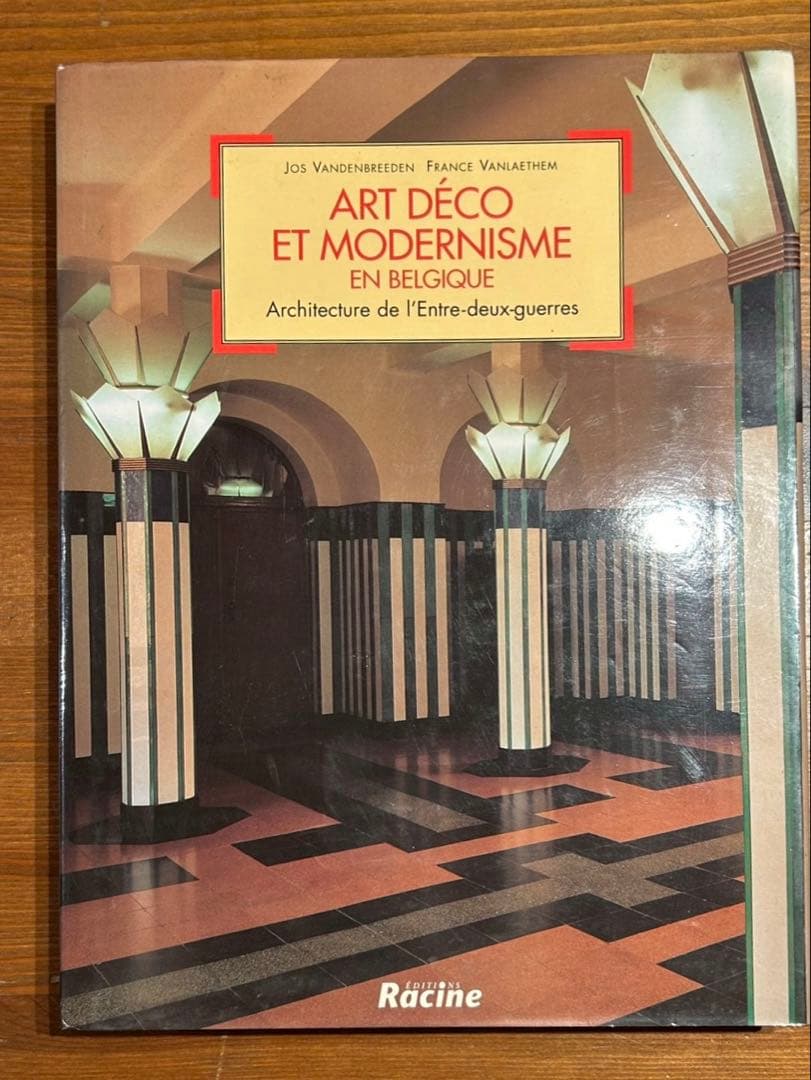 JOS VANDENBREEDEN FRANCE VANLAETHEM
ART DÉCO
ET MODERNISME
EN BELGIQUE
Architecture de l'Entre-deux-guerres
ÉDITIONS
Racine